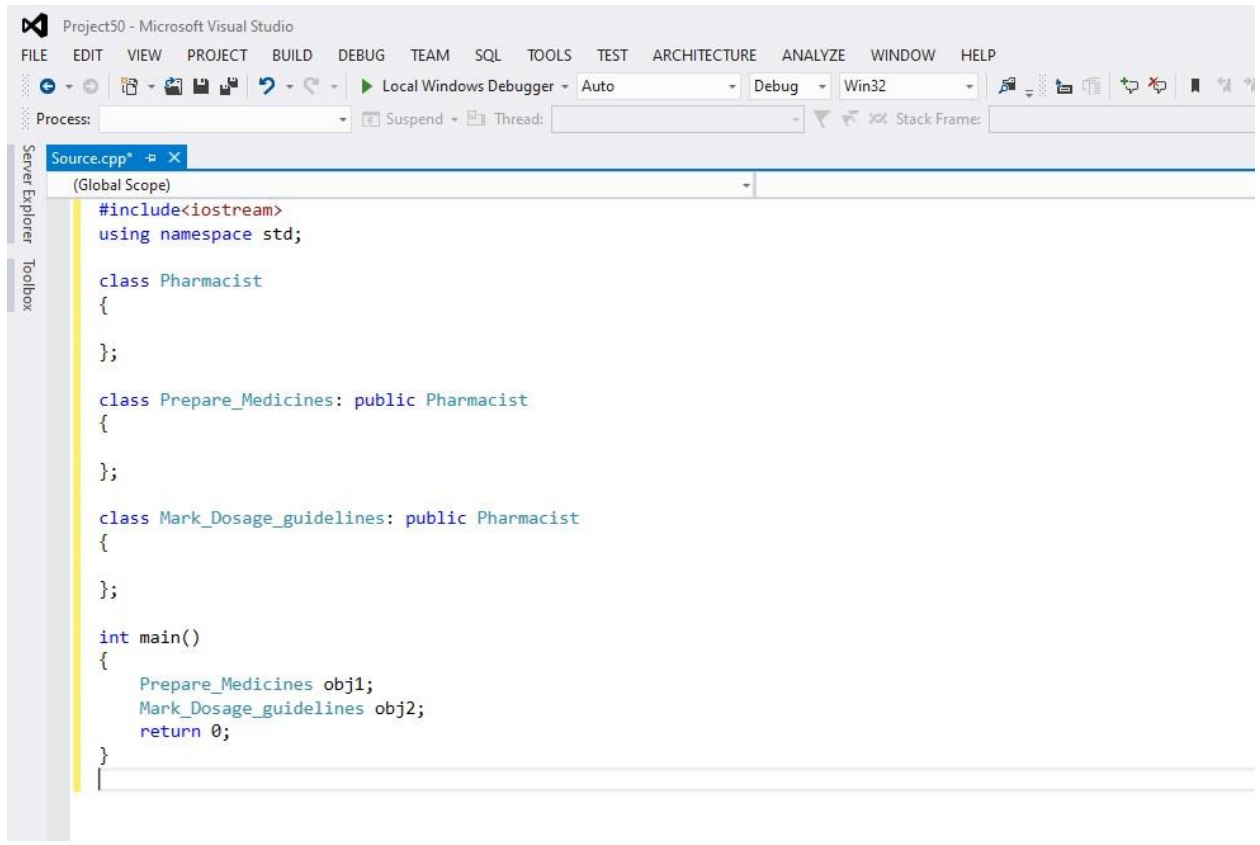 Project50 - Microsoft Visual Studio
FILE EDIT VIEW PROJECT BUILD DEBUG TEAM SQL TOOLS TEST ARCHITECTURE ANALYZE WINDOW HELP
Local Windows Debugger Auto Debug Win32
Process: Suspend Thread: Stack Frame:
Server Explorer
Toolbox
Source.cpp*
(Global Scope)
#include<iostream>
using namespace std;
class Pharmacist
{
};
class Prepare_Medicines: public Pharmacist
{
};
class Mark_Dosage_guidelines: public Pharmacist
{
};
int main()
{
Prepare_Medicines obj1;
Mark_Dosage_guidelines obj2;
return 0;
}